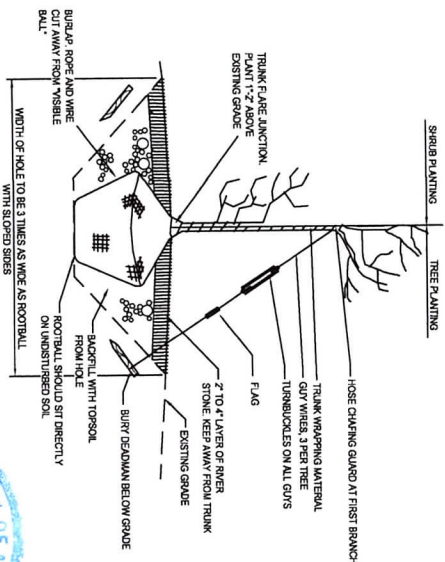 SHRUB PLANTING
TREE PLANTING
HOSE CHAFING GUARD AT FIRST BRANCH
TRUNK WRAPPING MATERIAL
GUY WIRES, 3 PER TREE
TURNBUCKLES ON ALL GUYS
FLAG
2" TO 4" LAYER OF RIVER
STONE. KEEP AWAY FROM TRUNK
EXISTING GRADE
BURY DEADMAN BELOW GRADE
BACKFILL WITH TOPSOIL
FROM HOLE
ROOTBALL SHOULD SIT DIRECTLY
ON UNDISTURBED SOIL
TRUNK FLARE JUNCTION:
PLANT 1"-2" ABOVE
EXISTING GRADE
BURLAP, ROPE AND WIRE
CUT AWAY FROM "VISIBLE
BALL"
WIDTH OF HOLE TO BE 3 TIMES AS WIDE AS ROOTBALL
WITH SLOPED SIDES